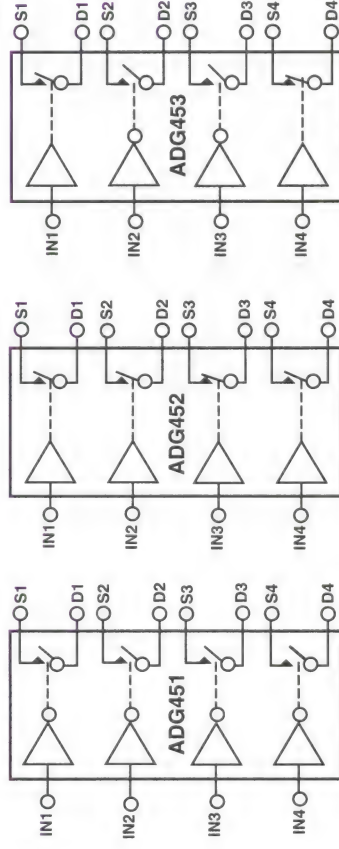 S1
IN1
D1
S2
IN2
D2
ADG451
S3
IN3
D3
S4
IN4
D4
S1
IN1
D1
S2
IN2
D2
ADG452
S3
IN3
D3
S4
IN4
D4
S1
IN1
D1
S2
IN2
D2
ADG453
S3
IN3
D3
S4
IN4
D4